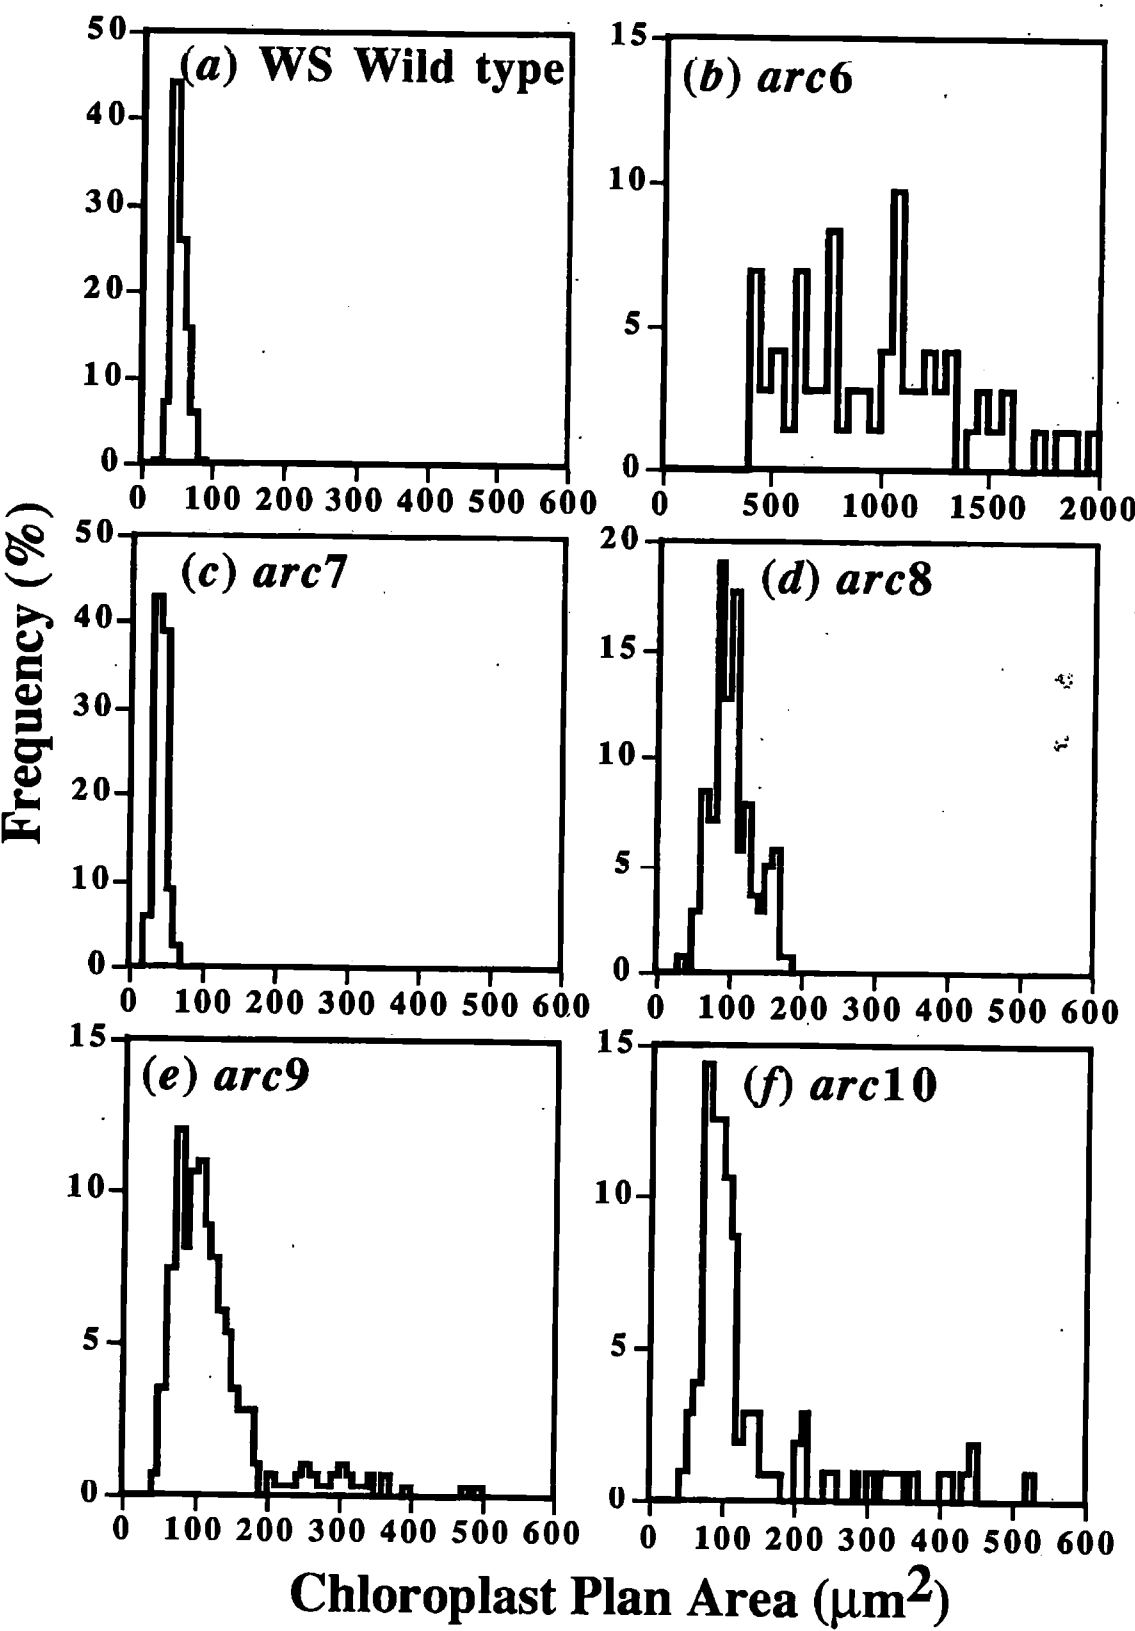 (a) WS Wild type
50
40
30
20
10
0
0 100 200 300 400 500 600
(b) arc6
15
10
5
0
0 500 1000 1500 2000
(c) arc7
50
40
30
20
10
0
0 100 200 300 400 500 600
(d) arc8
20
15
10
5
0
0 100 200 300 400 500 600
(e) arc9
15
10
5
0
0 100 200 300 400 500 600
(f) arc10
15
10
5
0
0 100 200 300 400 500 600
Frequency (%)
Chloroplast Plan Area (μm²)